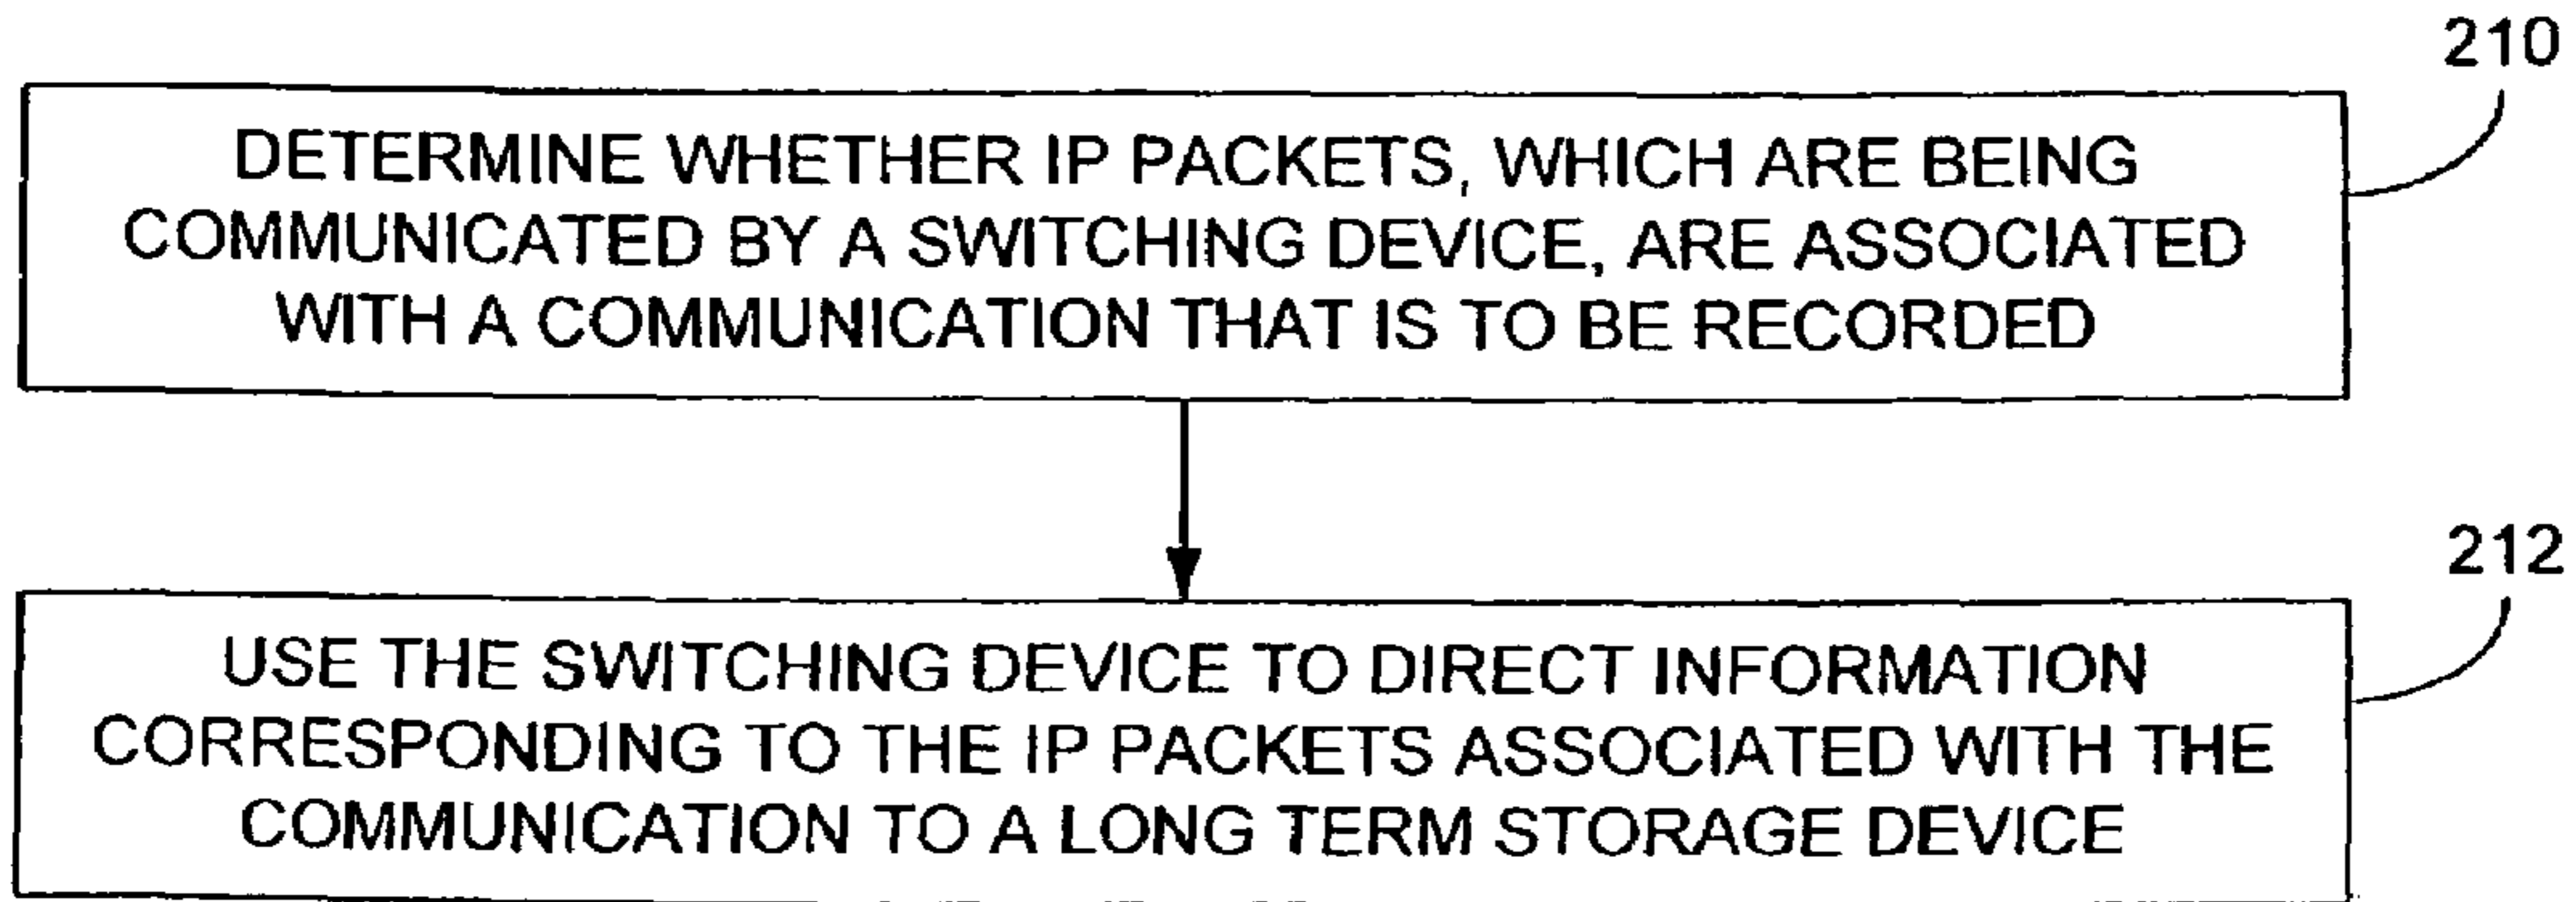 210
DETERMINE WHETHER IP PACKETS, WHICH ARE BEING
COMMUNICATED BY A SWITCHING DEVICE, ARE ASSOCIATED
WITH A COMMUNICATION THAT IS TO BE RECORDED
212
USE THE SWITCHING DEVICE TO DIRECT INFORMATION
CORRESPONDING TO THE IP PACKETS ASSOCIATED WITH THE
COMMUNICATION TO A LONG TERM STORAGE DEVICE